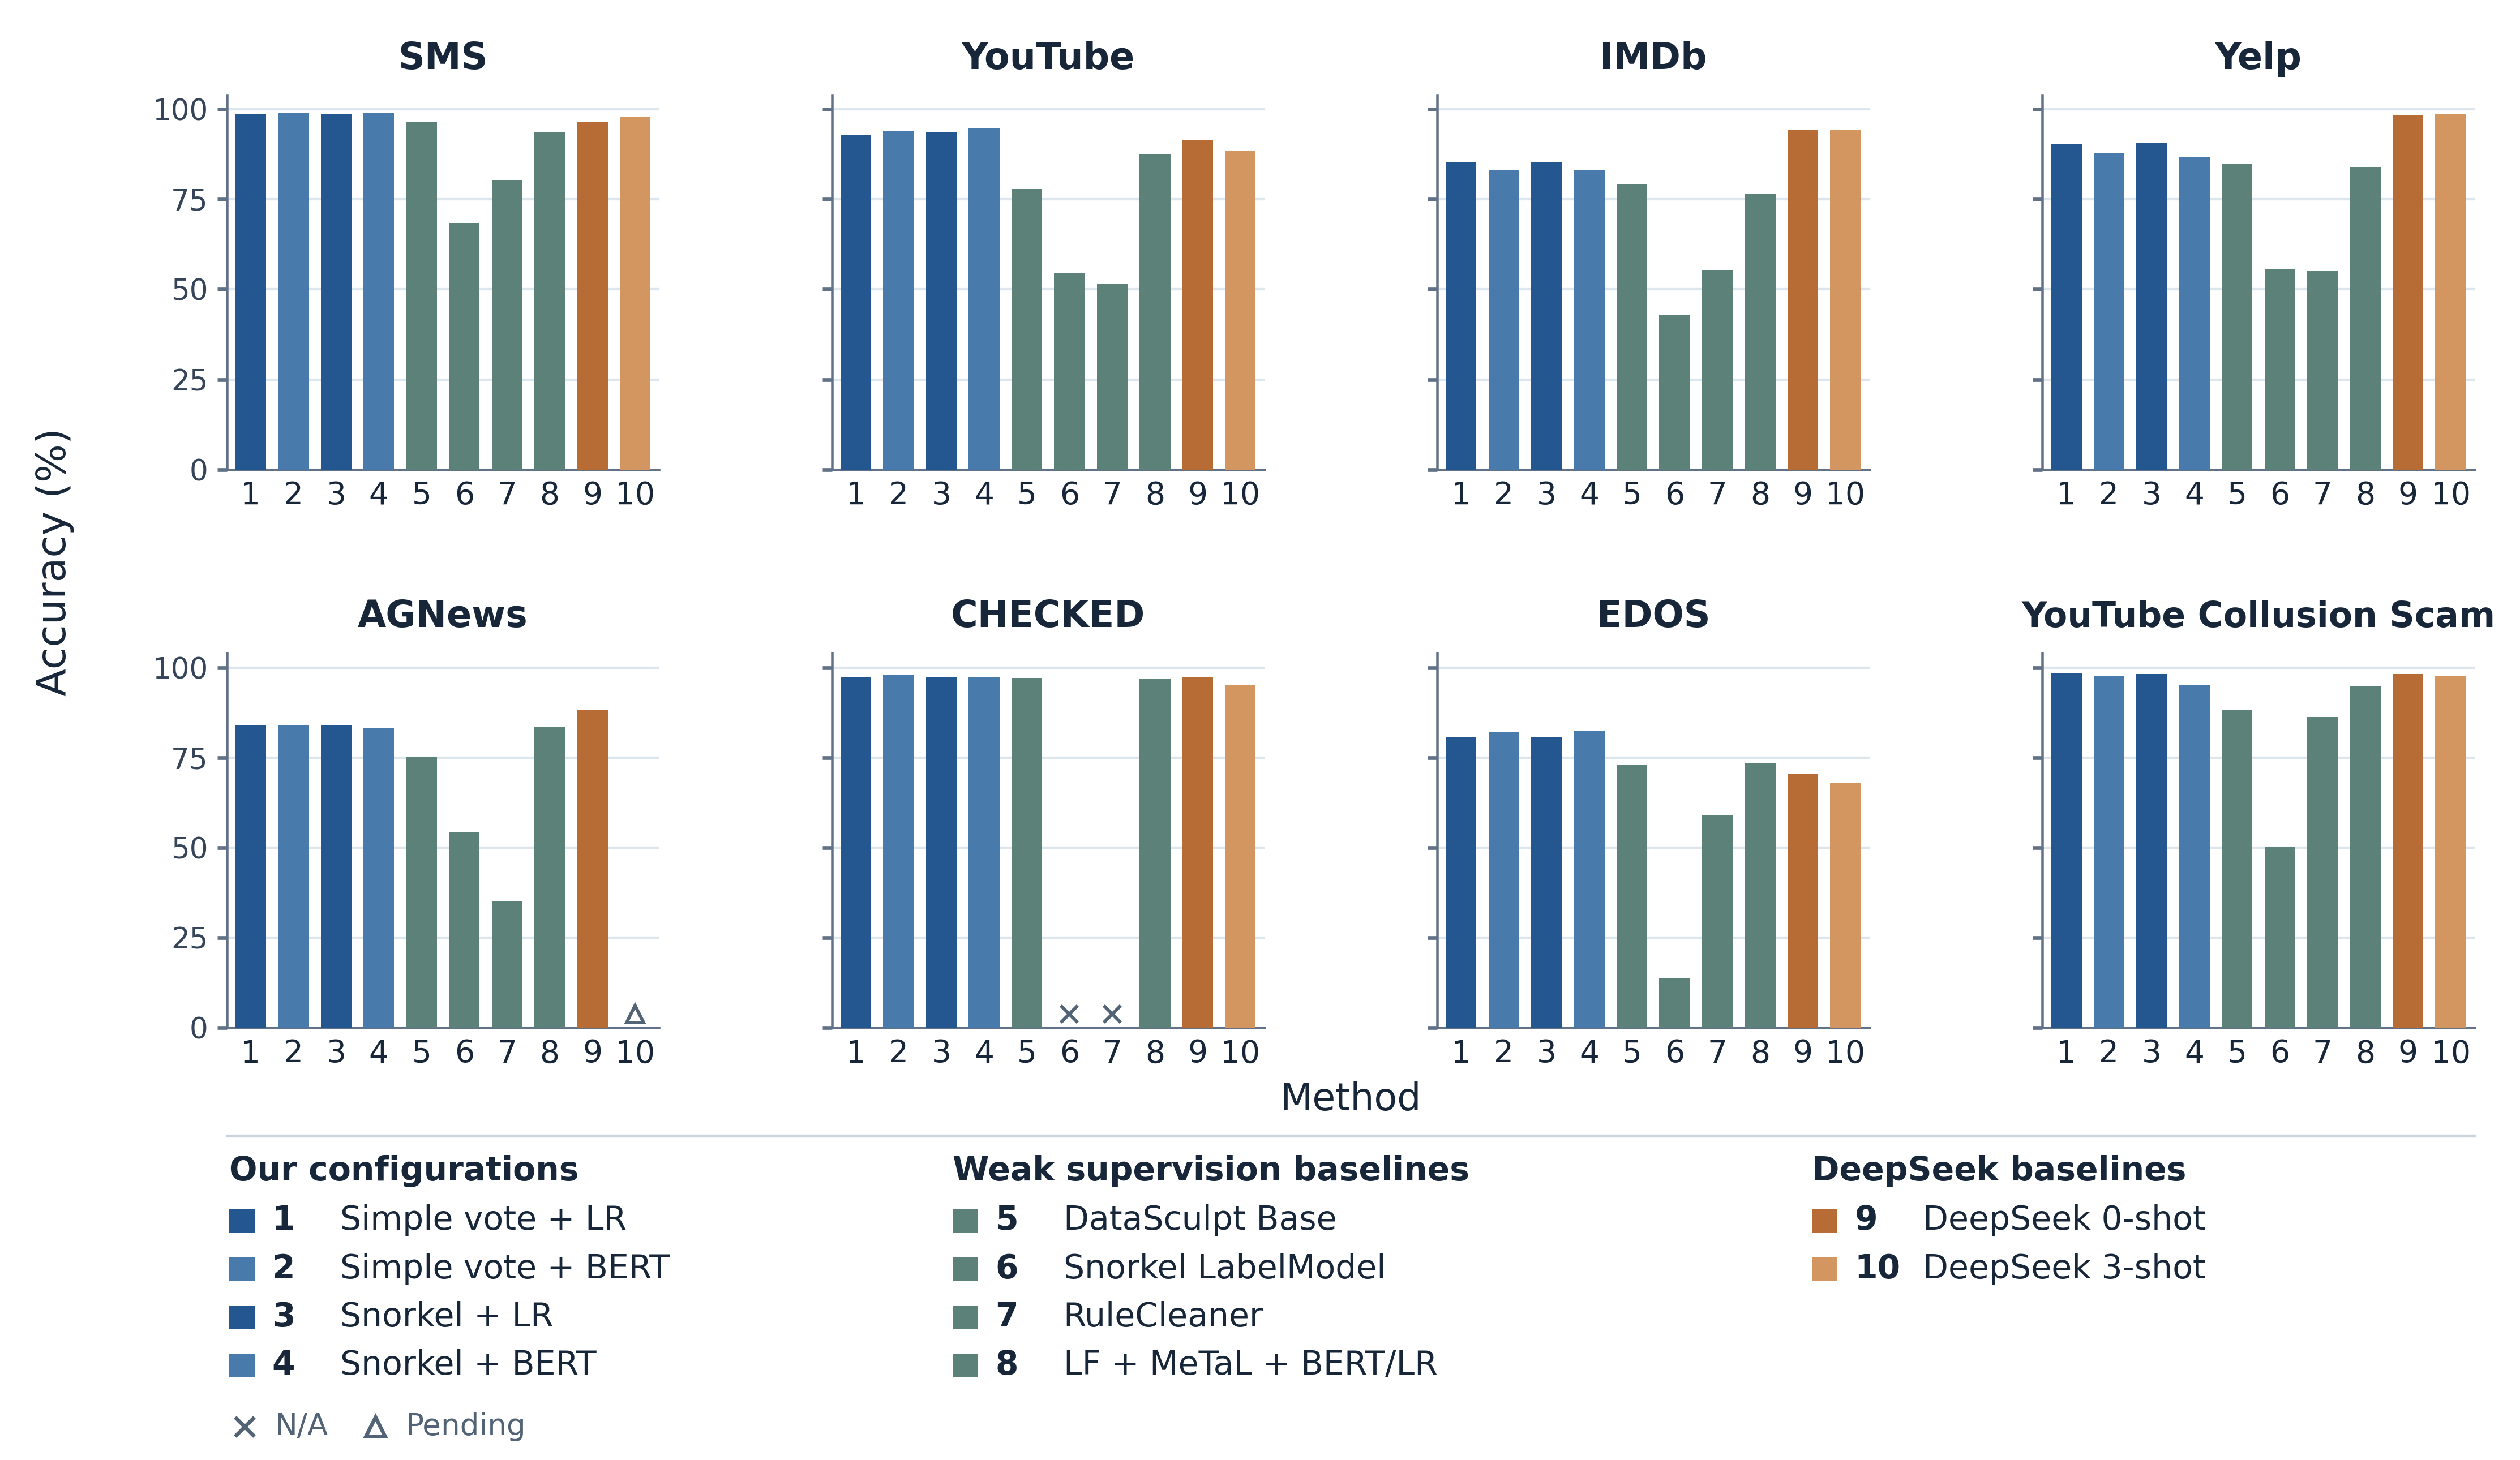 SMS
YouTube
IMDb
Yelp
Accuracy (%)
100
75
50
25
0
1 2 3 4 5 6 7 8 9 10
1 2 3 4 5 6 7 8 9 10
1 2 3 4 5 6 7 8 9 10
1 2 3 4 5 6 7 8 9 10
AGNews
CHECKED
EDOS
YouTube Collusion Scam
100
75
50
25
0
1 2 3 4 5 6 7 8 9 10
1 2 3 4 5 6 7 8 9 10
1 2 3 4 5 6 7 8 9 10
1 2 3 4 5 6 7 8 9 10
Method
Our configurations
1 Simple vote + LR
2 Simple vote + BERT
3 Snorkel + LR
4 Snorkel + BERT
Weak supervision baselines
5 DataSculpt Base
6 Snorkel LabelModel
7 RuleCleaner
8 LF + MeTaL + BERT/LR
DeepSeek baselines
9 DeepSeek 0-shot
10 DeepSeek 3-shot
N/A
Pending